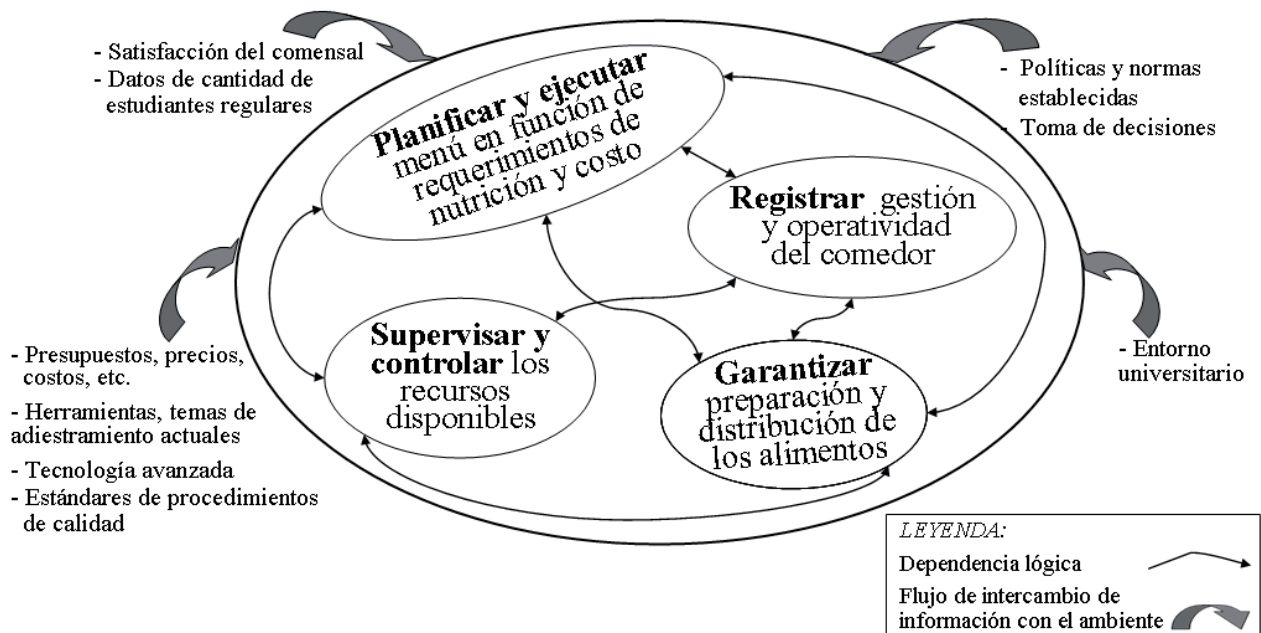 - Satisfacción del comensal
- Datos de cantidad de
estudiantes regulares
- Políticas y normas
establecidas
- Toma de decisiones
Planificar y ejecutar
menú en función de
requerimientos de
nutrición y costo
Registrar gestión
y operatividad
del comedor
Supervisar y
controlar los
recursos
disponibles
Garantizar
preparación y
distribución de
los alimentos
- Presupuestos, precios,
costos, etc.
- Herramientas, temas de
adiestramiento actuales
- Tecnología avanzada
- Estándares de procedimientos
de calidad
- Entorno
universitario
LEYENDA:
Dependencia lógica
Flujo de intercambio de
información con el ambiente